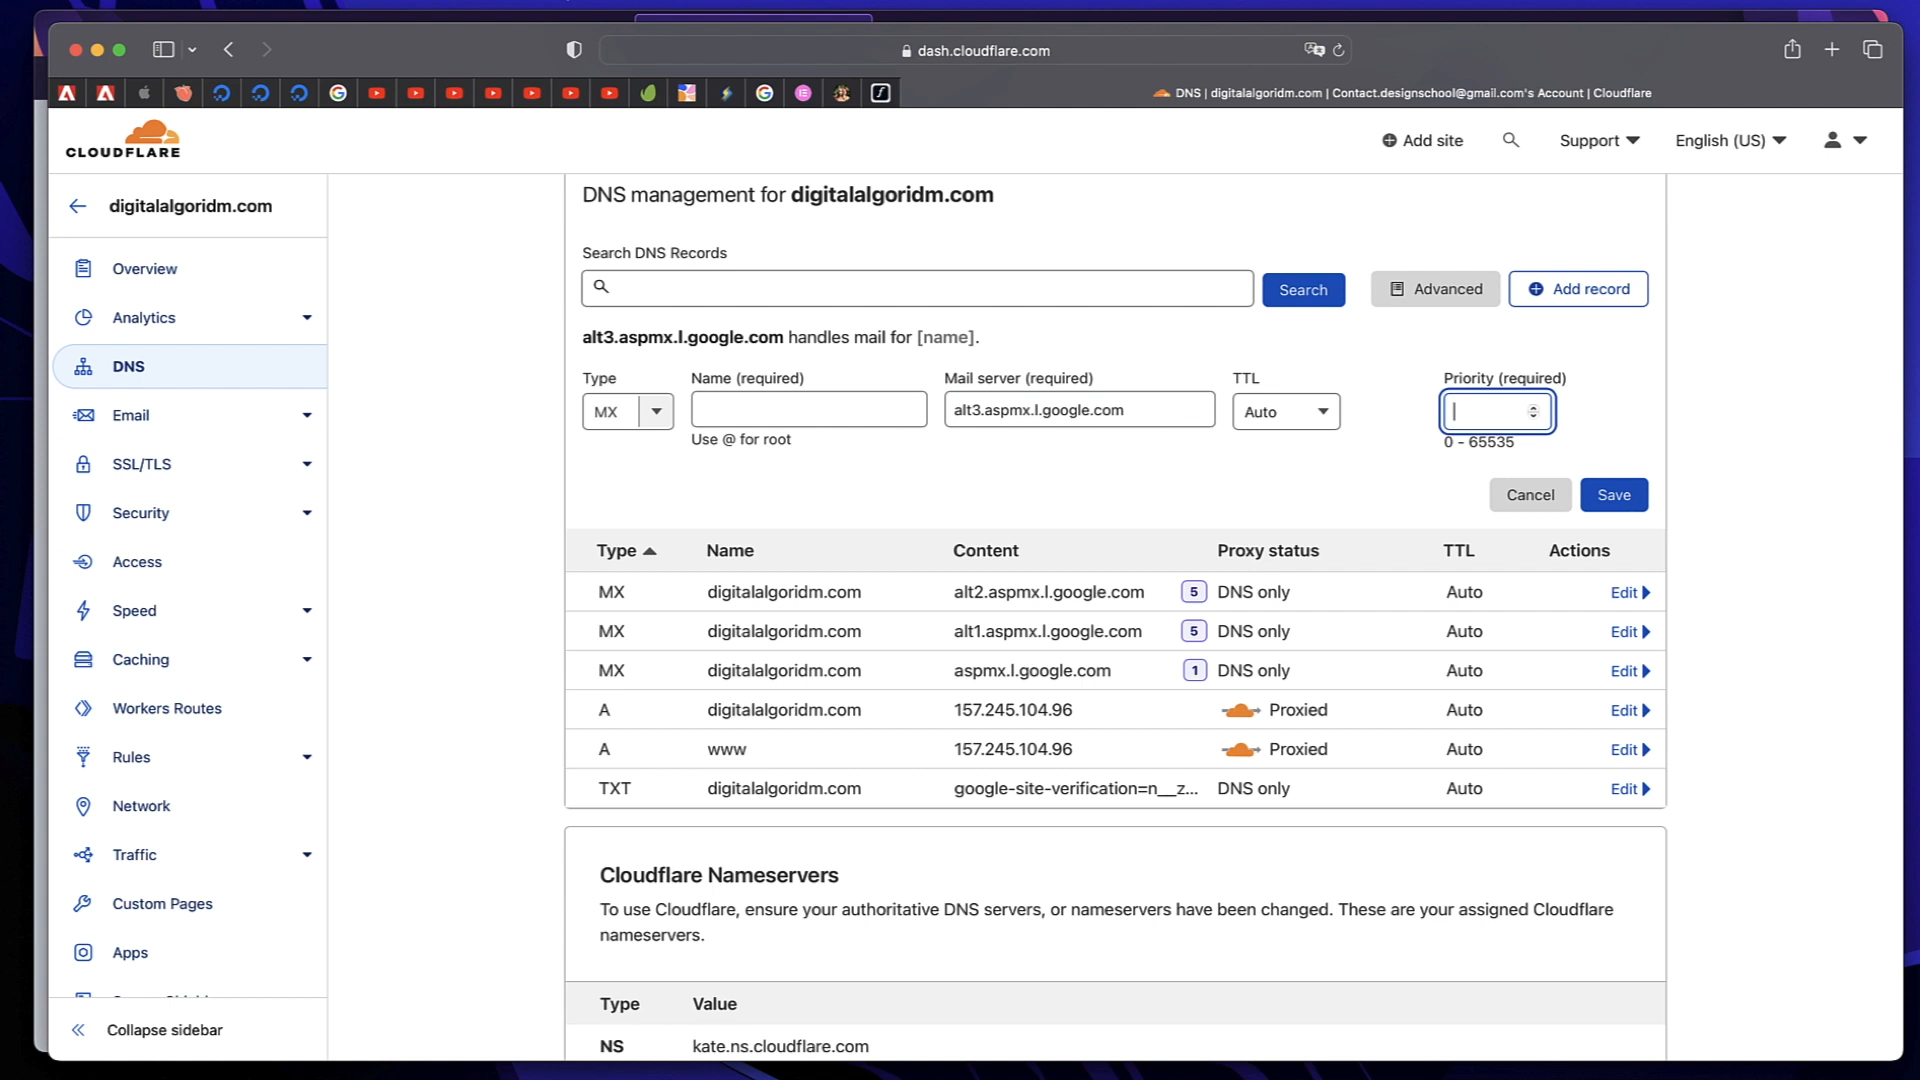 dash.cloudflare.com
DNS | digitalalgoridm.com | Contact.designschool@gmail.com's Account | Cloudflare
CLOUDFLARE
Add site
Support
English (US)
digitalalgoridm.com
Overview
Analytics
DNS
Email
SSL/TLS
Security
Access
Speed
Caching
Workers Routes
Rules
Network
Traffic
Custom Pages
Apps
Collapse sidebar
DNS management for digitalalgoridm.com
Search DNS Records
Search
Advanced
Add record
alt3.aspmx.l.google.com handles mail for [name].
Type Name (required) Mail server (required) TTL Priority (required)
MX alt3.aspmx.l.google.com Auto
Use @ for root 0 - 65535
Cancel Save
Type Name Content Proxy status TTL Actions
MX digitalalgoridm.com alt2.aspmx.l.google.com 5 DNS only Auto Edit
MX digitalalgoridm.com alt1.aspmx.l.google.com 5 DNS only Auto Edit
MX digitalalgoridm.com aspmx.l.google.com 1 DNS only Auto Edit
A digitalalgoridm.com 157.245.104.96 Proxied Auto Edit
A www 157.245.104.96 Proxied Auto Edit
TXT digitalalgoridm.com google-site-verification=n__z... DNS only Auto Edit
Cloudflare Nameservers
To use Cloudflare, ensure your authoritative DNS servers, or nameservers have been changed. These are your assigned Cloudflare
nameservers.
Type Value
NS kate.ns.cloudflare.com